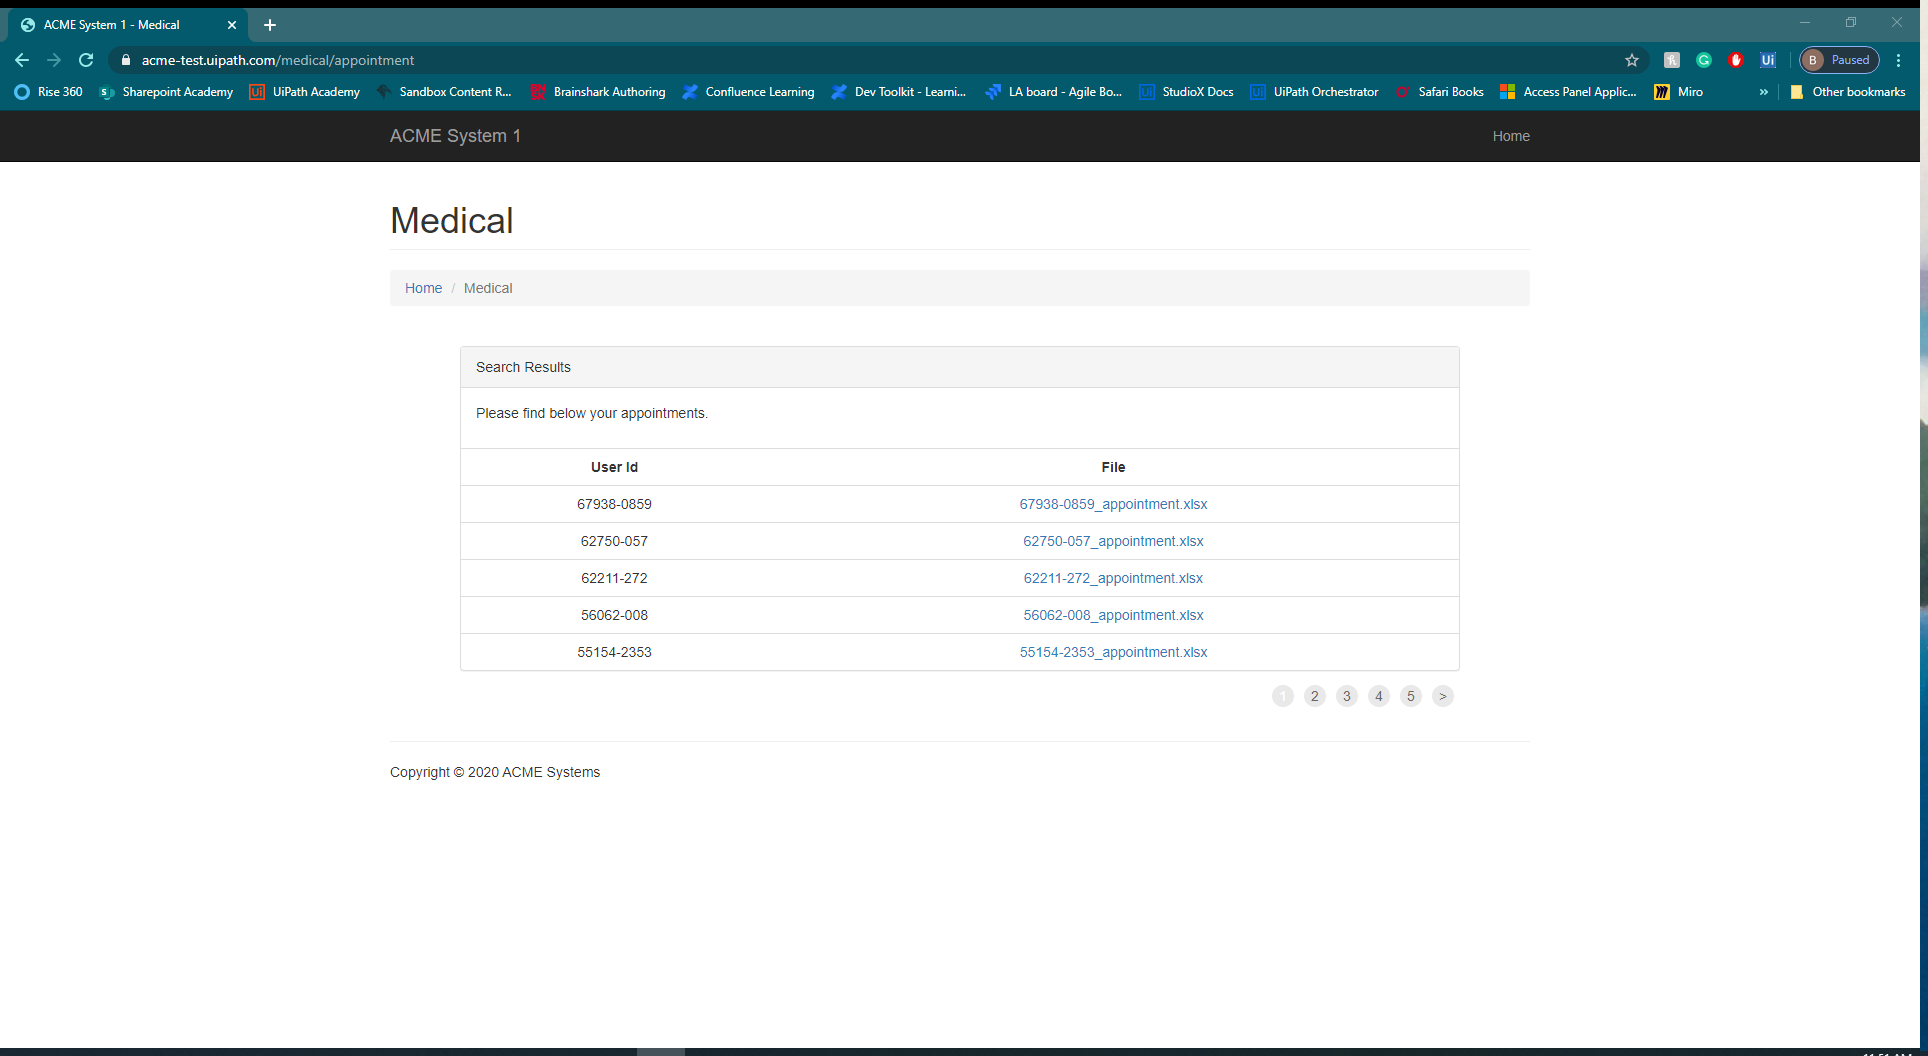 ACME System 1 - Medical
acme-test.uipath.com/medical/appointment
B Paused
Rise 360 Sharepoint Academy UiPath Academy Sandbox Content R... Brainshark Authoring Confluence Learning Dev Toolkit - Learni... LA board - Agile Bo... StudioX Docs UiPath Orchestrator Safari Books Access Panel Applic... Miro » Other bookmarks
ACME System 1 Home
Medical
Home / Medical
Search Results
Please find below your appointments.
User Id File
67938-0859 67938-0859_appointment.xlsx
62750-057 62750-057_appointment.xlsx
62211-272 62211-272_appointment.xlsx
56062-008 56062-008_appointment.xlsx
55154-2353 55154-2353_appointment.xlsx
1 2 3 4 5 >
Copyright © 2020 ACME Systems